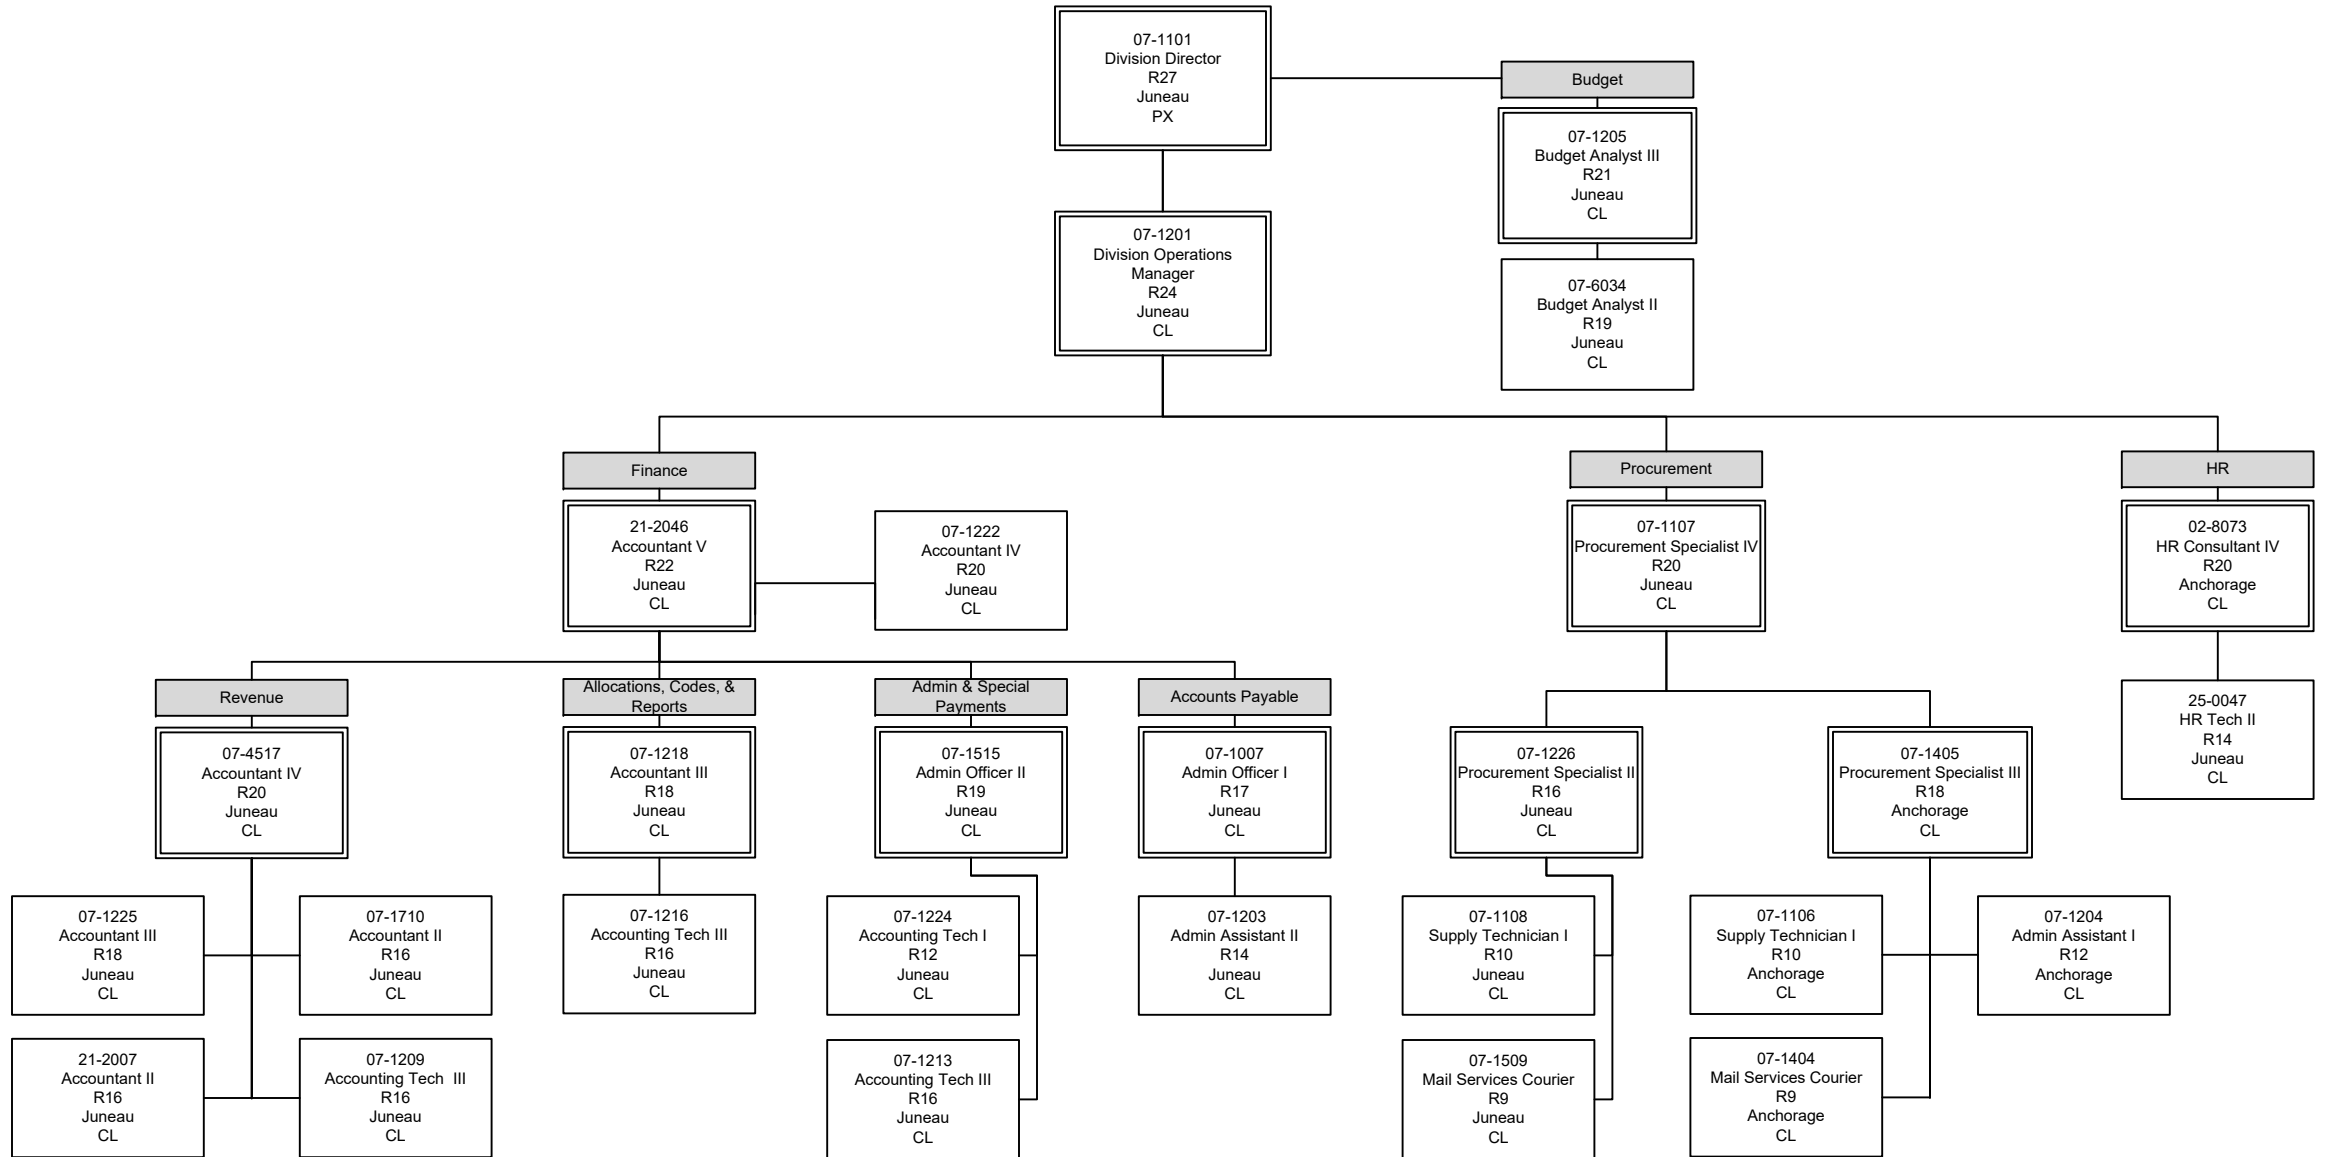 07-1101
Division Director
R27
Juneau
PX
Budget
07-1205
Budget Analyst III
R21
Juneau
CL
07-1201
Division Operations
Manager
R24
Juneau
CL
07-6034
Budget Analyst II
R19
Juneau
CL
Finance
21-2046
Accountant V
R22
Juneau
CL
07-1222
Accountant IV
R20
Juneau
CL
Procurement
07-1107
Procurement Specialist IV
R20
Juneau
CL
HR
02-8073
HR Consultant IV
R20
Anchorage
CL
25-0047
HR Tech II
R14
Juneau
CL
Revenue
07-4517
Accountant IV
R20
Juneau
CL
Allocations, Codes, &
Reports
07-1218
Accountant III
R18
Juneau
CL
Admin & Special
Payments
07-1515
Admin Officer II
R19
Juneau
CL
Accounts Payable
07-1007
Admin Officer I
R17
Juneau
CL
07-1226
Procurement Specialist II
R16
Juneau
CL
07-1405
Procurement Specialist III
R18
Anchorage
CL
07-1225
Accountant III
R18
Juneau
CL
07-1710
Accountant II
R16
Juneau
CL
07-1216
Accounting Tech III
R16
Juneau
CL
07-1224
Accounting Tech I
R12
Juneau
CL
07-1203
Admin Assistant II
R14
Juneau
CL
07-1108
Supply Technician I
R10
Juneau
CL
07-1106
Supply Technician I
R10
Anchorage
CL
07-1204
Admin Assistant I
R12
Anchorage
CL
21-2007
Accountant II
R16
Juneau
CL
07-1209
Accounting Tech  III
R16
Juneau
CL
07-1213
Accounting Tech III
R16
Juneau
CL
07-1509
Mail Services Courier
R9
Juneau
CL
07-1404
Mail Services Courier
R9
Anchorage
CL